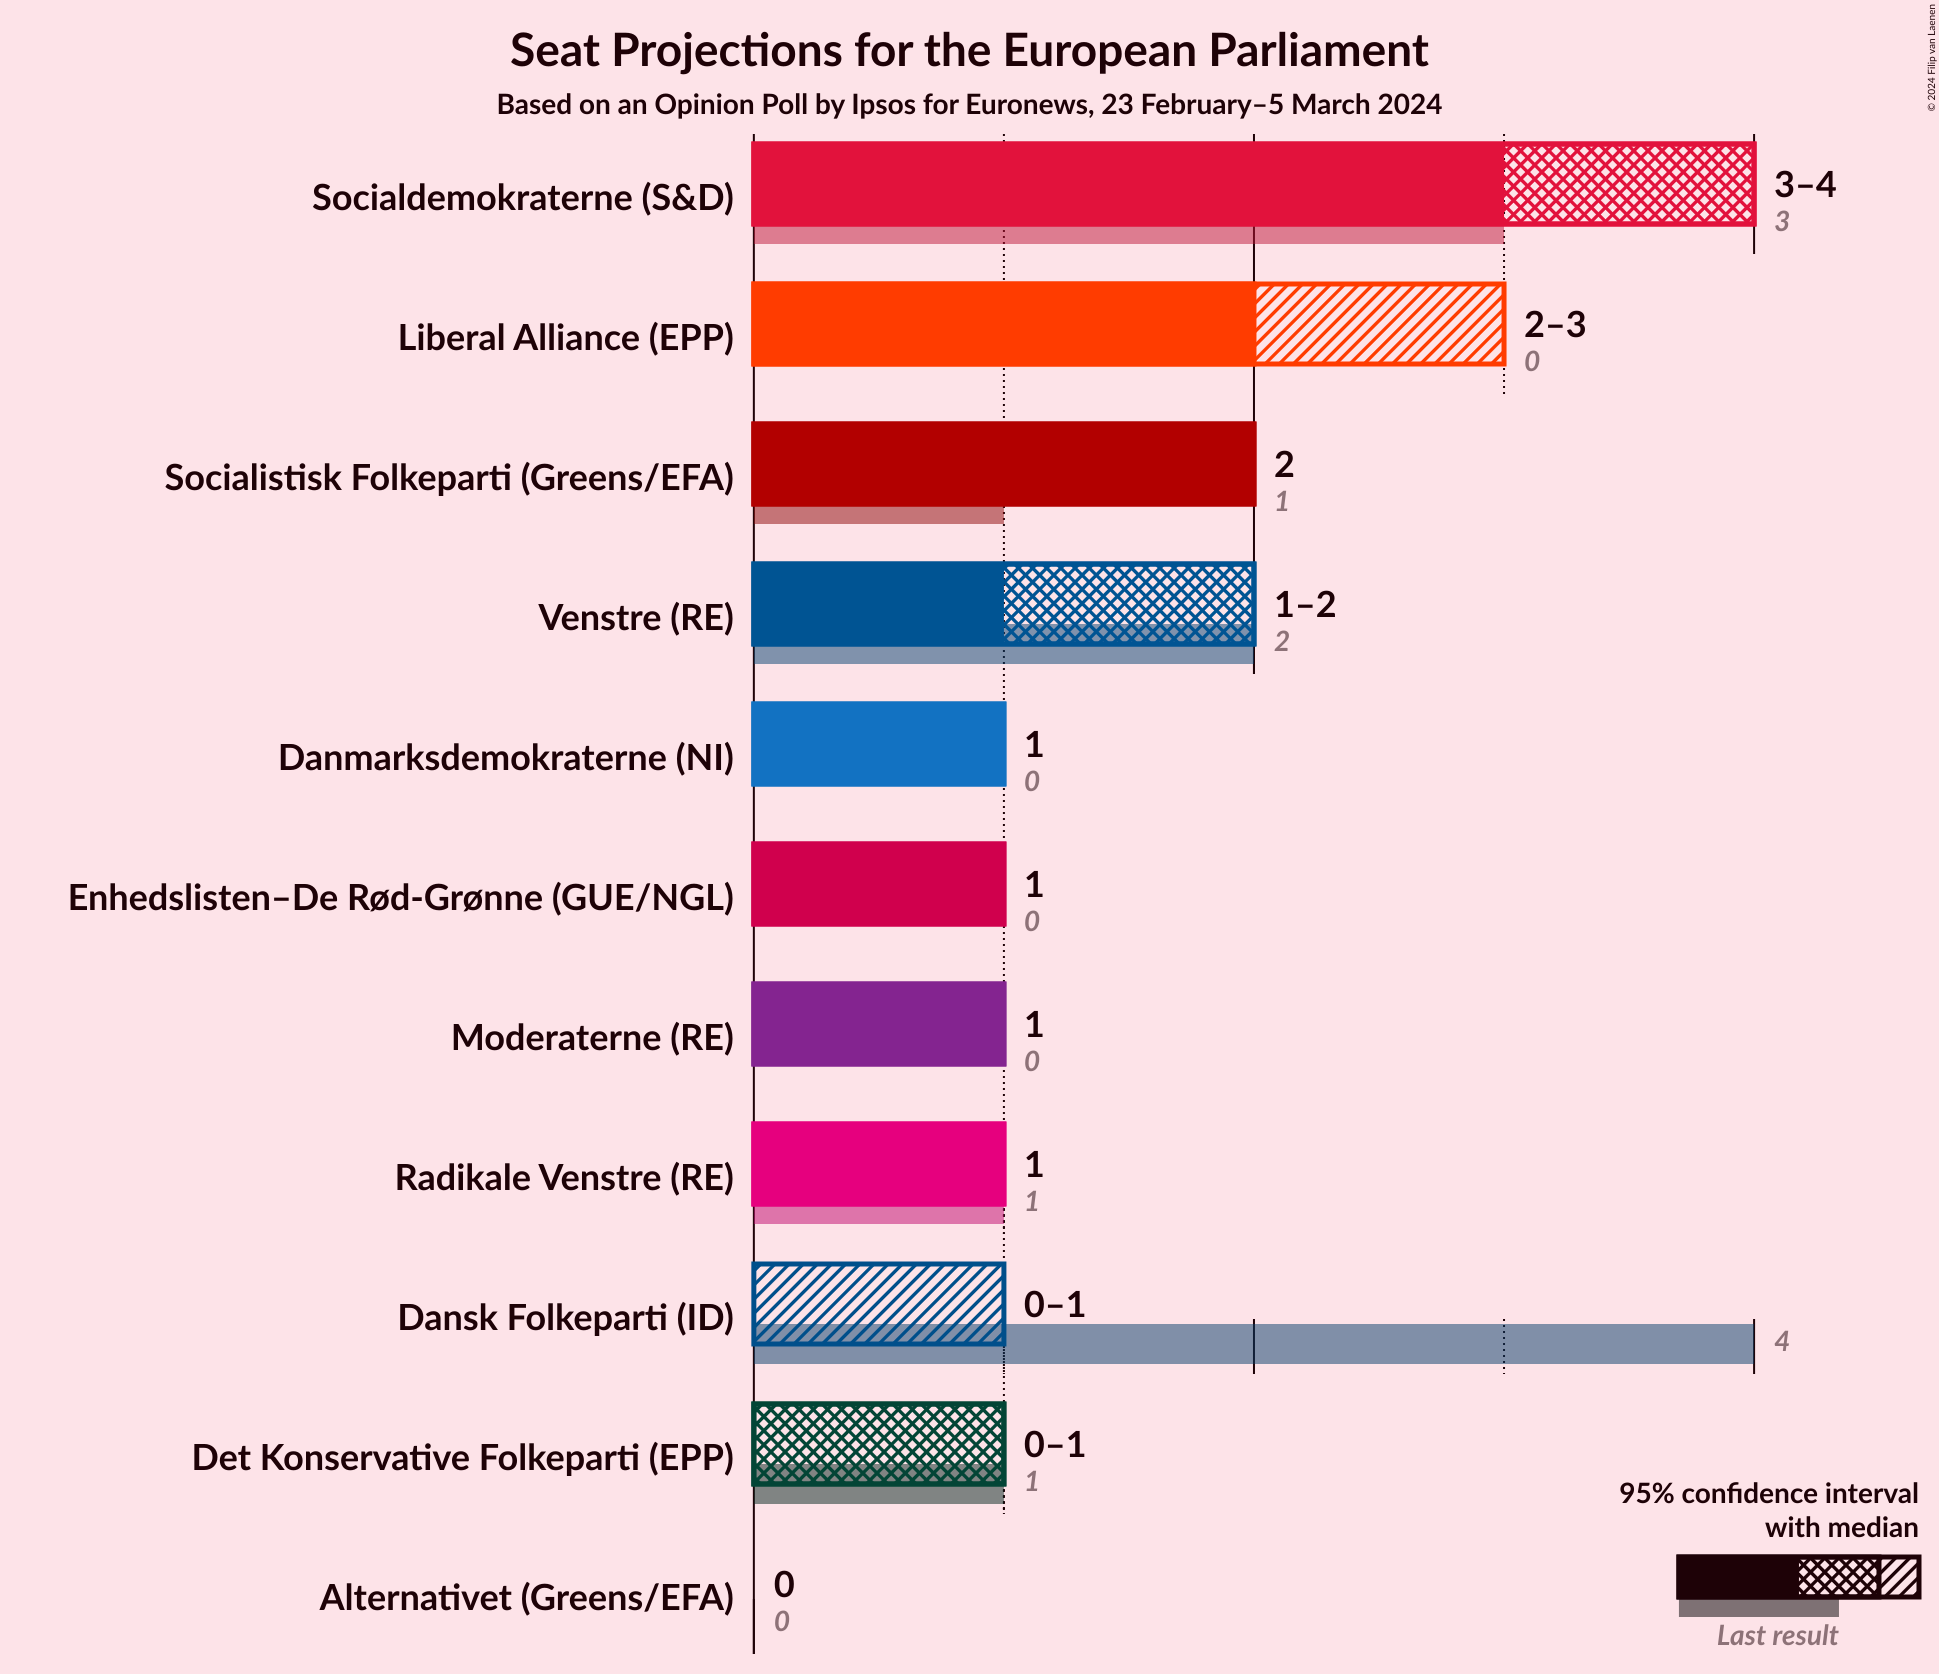 Seat Projections for the European Parliament
Based on an Opinion Poll by Ipsos for Euronews, 23 February–5 March 2024
© 2024 Filip van Laenen
Socialdemokraterne (S&D)
3–4
3
Liberal Alliance (EPP)
2–3
0
Socialistisk Folkeparti (Greens/EFA)
2
1
Venstre (RE)
1–2
2
Danmarksdemokraterne (NI)
1
0
Enhedslisten–De Rød-Grønne (GUE/NGL)
1
0
Moderaterne (RE)
1
0
Radikale Venstre (RE)
1
1
Dansk Folkeparti (ID)
0–1
4
Det Konservative Folkeparti (EPP)
0–1
1
Alternativet (Greens/EFA)
0
0
95% confidence interval
with median
Last result